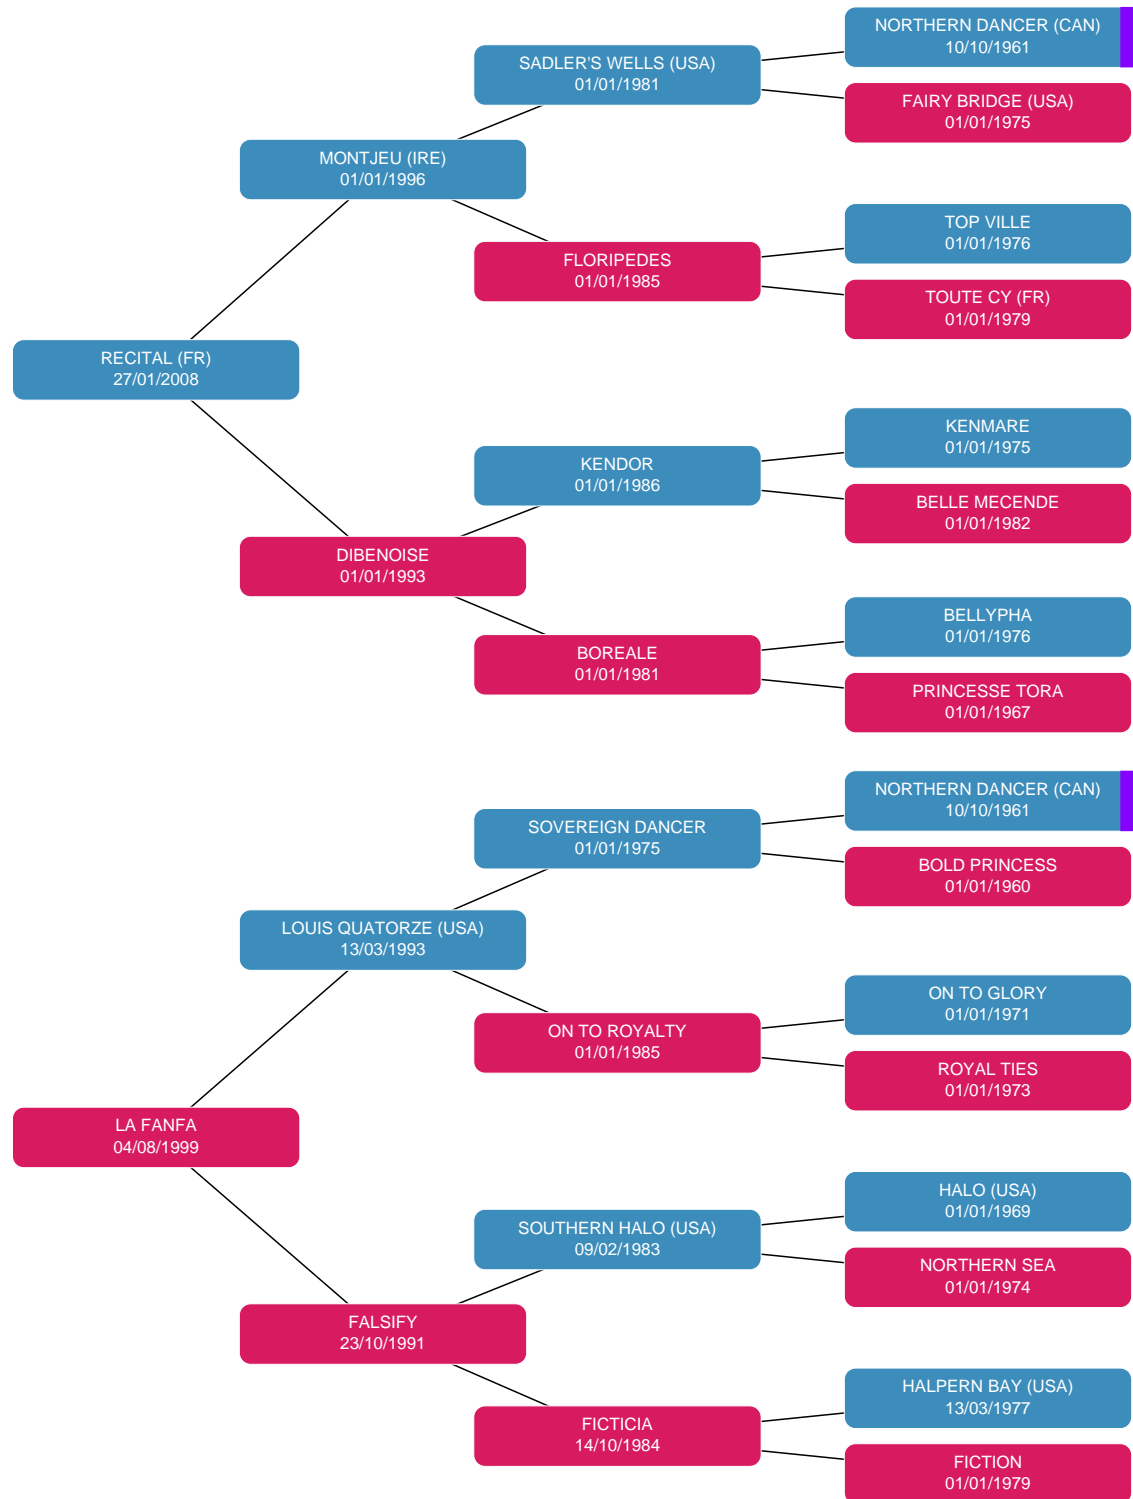 NORTHERN DANCER (CAN)
10/10/1961
SADLER'S WELLS (USA)
01/01/1981
FAIRY BRIDGE (USA)
01/01/1975
MONTJEU (IRE)
01/01/1996
TOP VILLE
01/01/1976
FLORIPEDES
01/01/1985
TOUTE CY (FR)
01/01/1979
RECITAL (FR)
27/01/2008
KENMARE
01/01/1975
KENDOR
01/01/1986
BELLE MECENDE
01/01/1982
DIBENOISE
01/01/1993
BELLYPHA
01/01/1976
BOREALE
01/01/1981
PRINCESSE TORA
01/01/1967
NORTHERN DANCER (CAN)
10/10/1961
SOVEREIGN DANCER
01/01/1975
BOLD PRINCESS
01/01/1960
LOUIS QUATORZE (USA)
13/03/1993
ON TO GLORY
01/01/1971
ON TO ROYALTY
01/01/1985
ROYAL TIES
01/01/1973
LA FANFA
04/08/1999
HALO (USA)
01/01/1969
SOUTHERN HALO (USA)
09/02/1983
NORTHERN SEA
01/01/1974
FALSIFY
23/10/1991
HALPERN BAY (USA)
13/03/1977
FICTICIA
14/10/1984
FICTION
01/01/1979